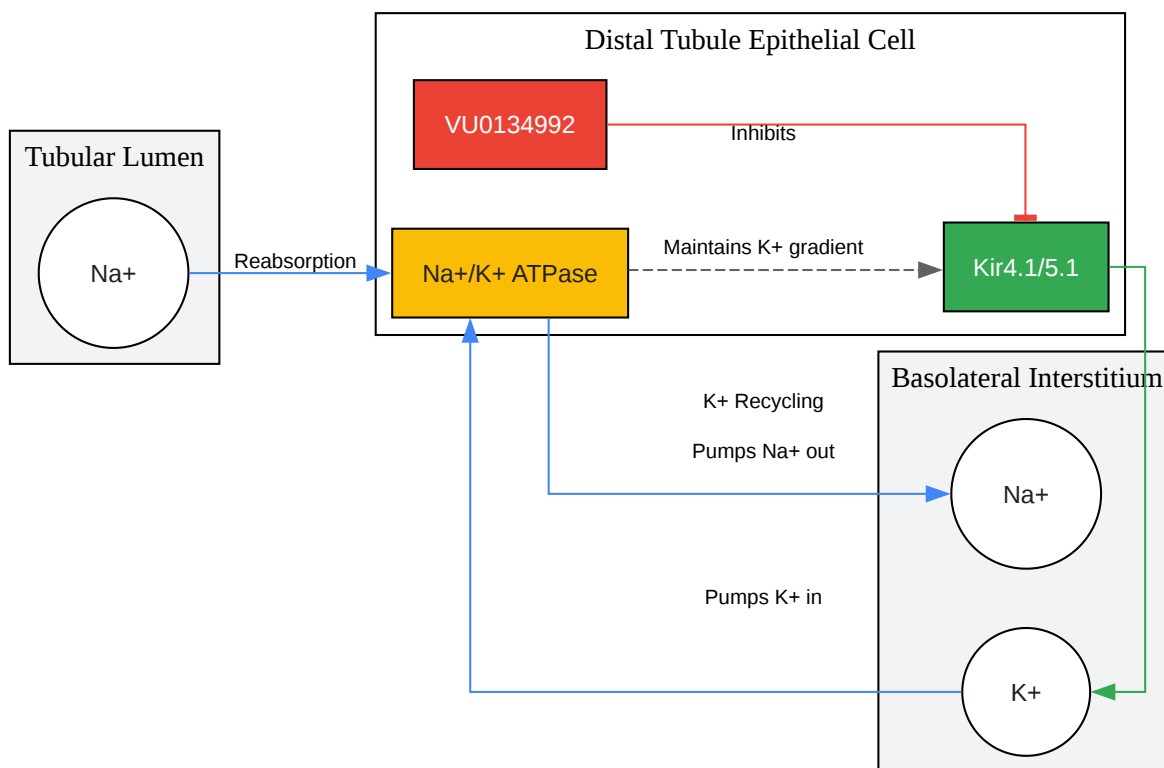 Distal Tubule Epithelial Cell
VU0134992
Inhibits
Tubular Lumen
Na+
Reabsorption
Na+/K+ ATPase
Maintains K+ gradient
Kir4.1/5.1
Basolateral Interstitium
K+ Recycling
Pumps Na+ out
Na+
Pumps K+ in
K+